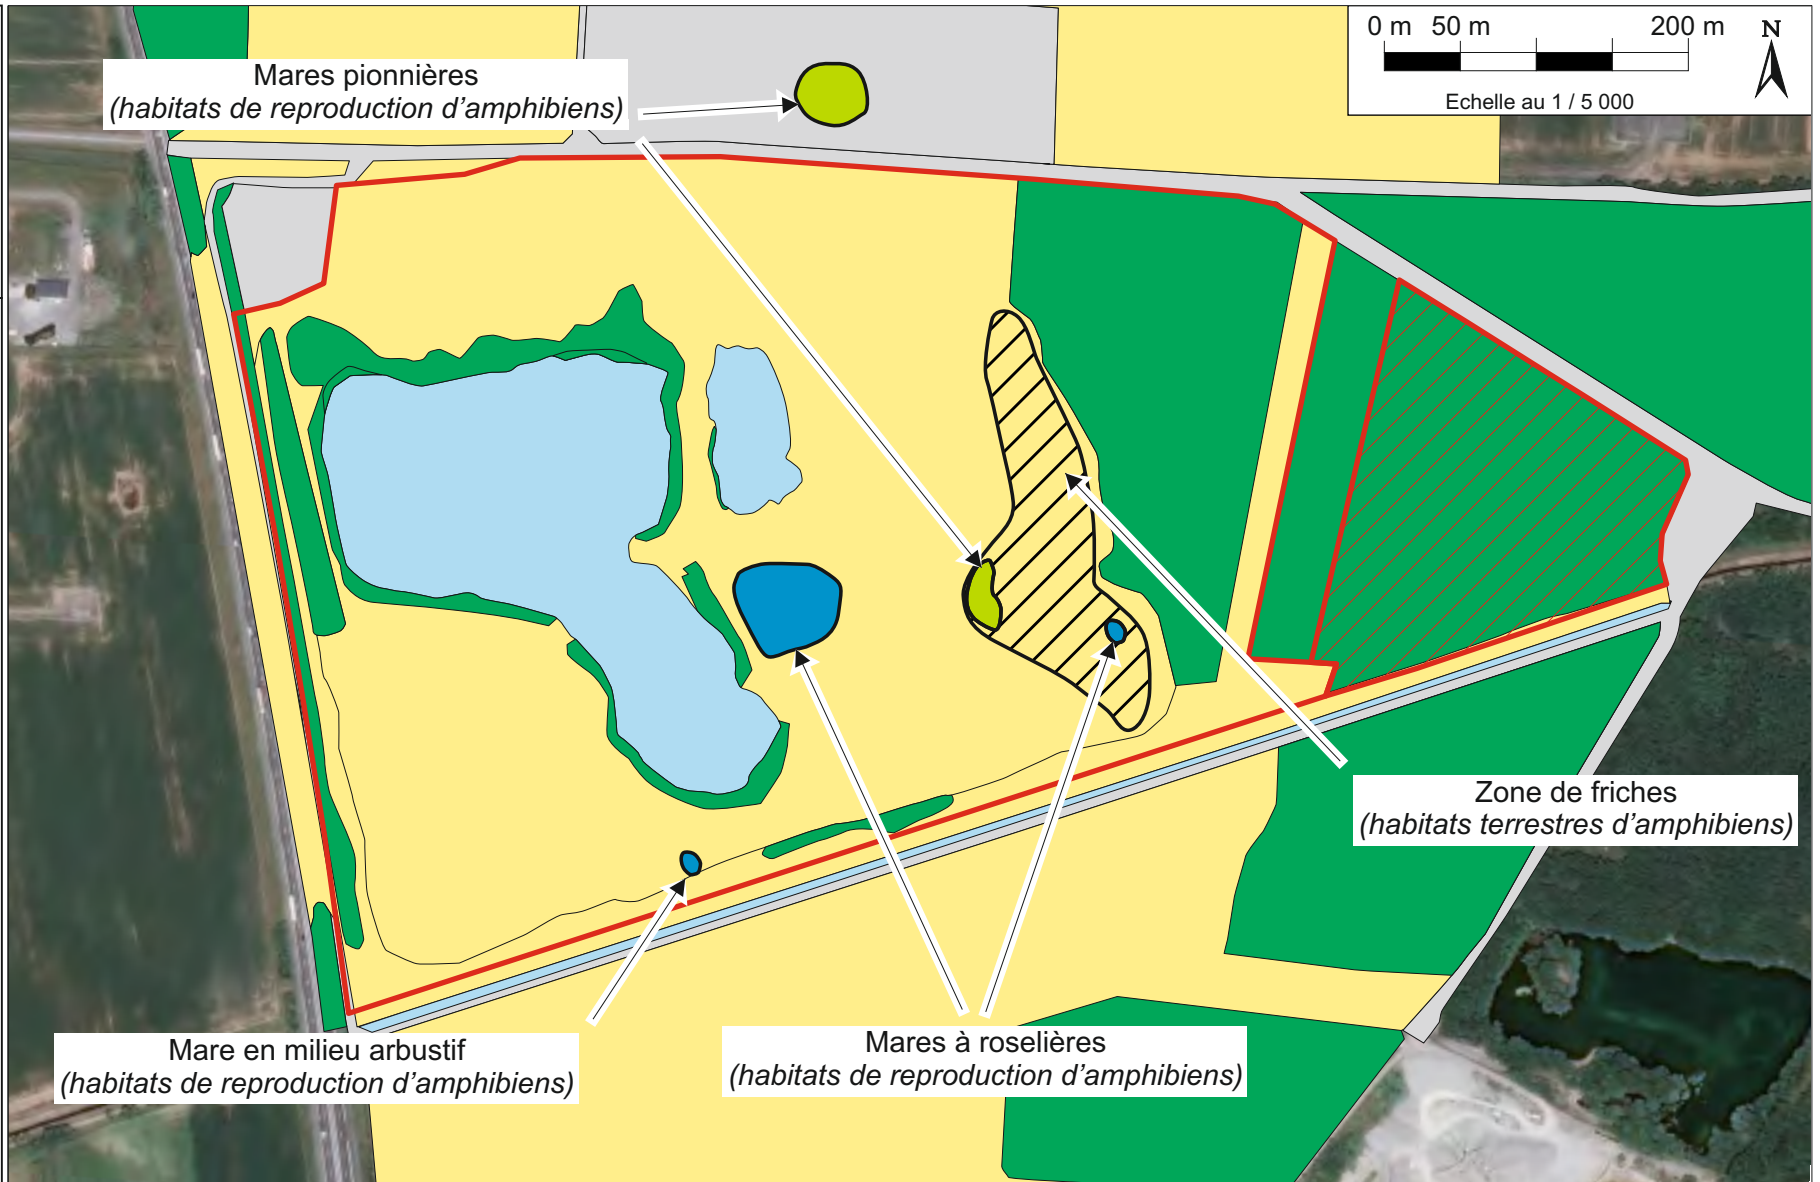 0 m 50 m 200 m
N
Echelle au 1 / 5 000
Mares pionnières
(habitats de reproduction d'amphibiens)
Zone de friches
(habitats terrestres d'amphibiens)
Mare en milieu arbustif
(habitats de reproduction d'amphibiens)
Mares à roselières
(habitats de reproduction d'amphibiens)